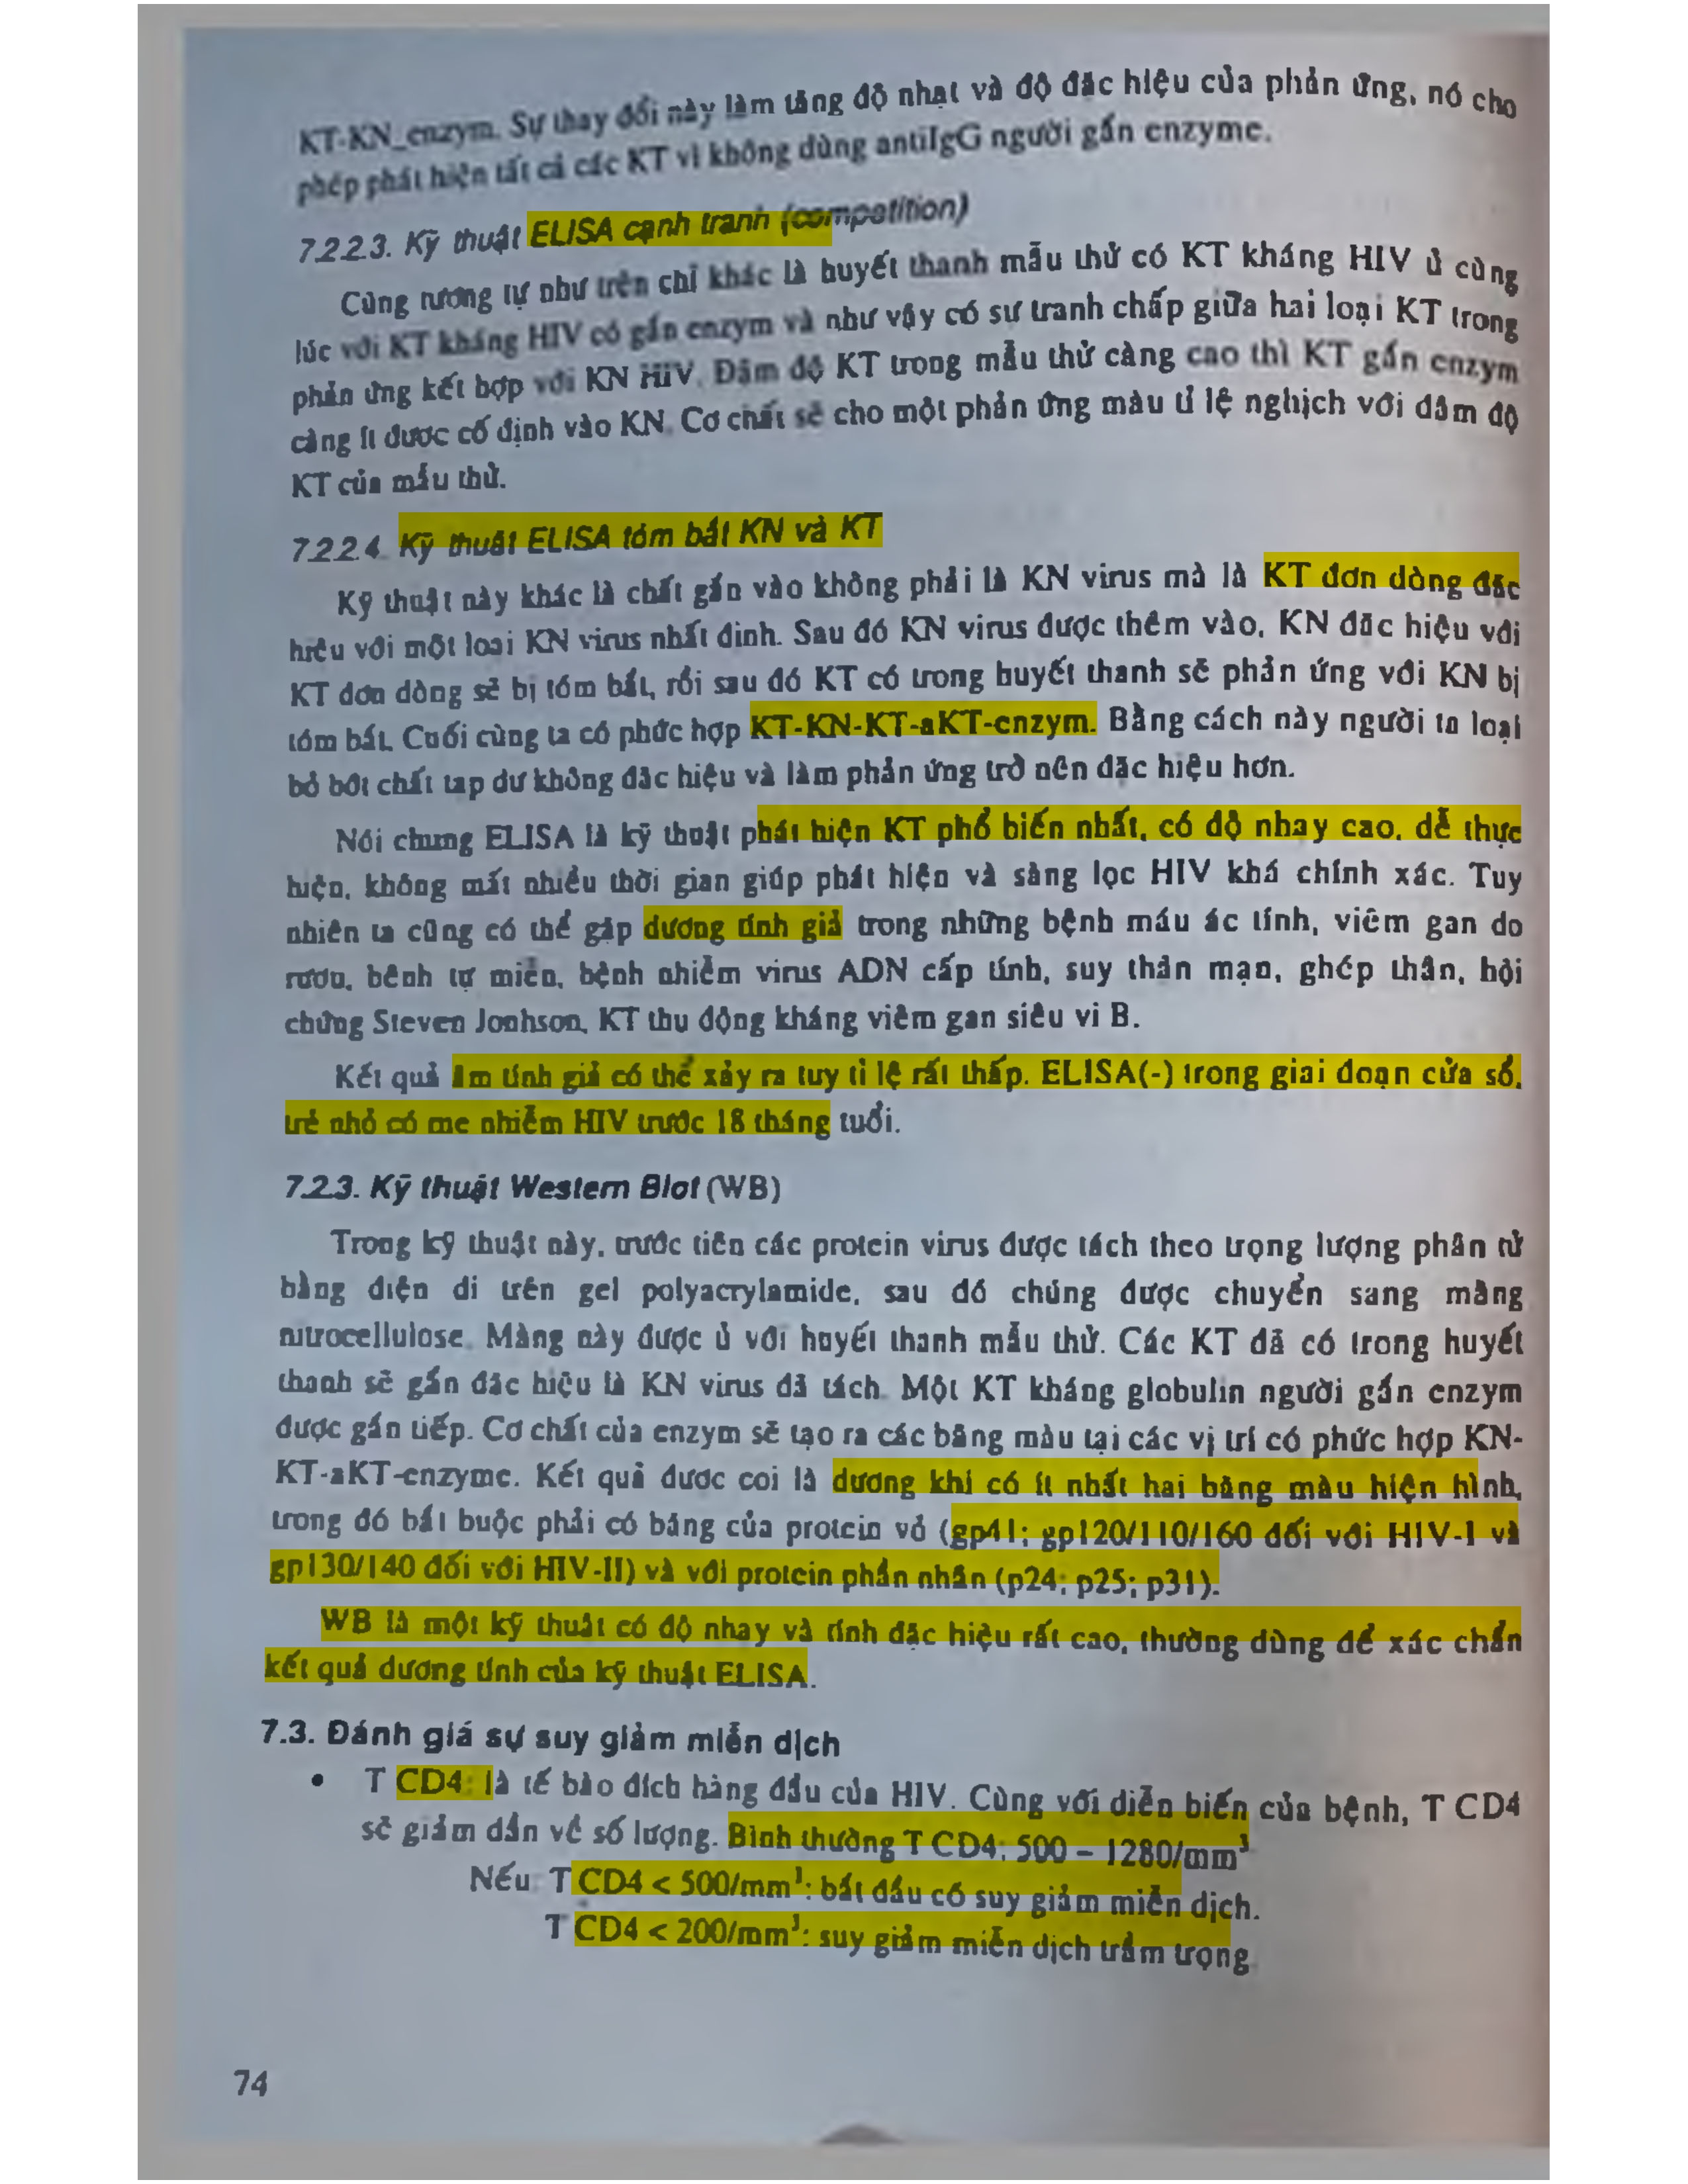 KT-KN_enzym. Sự thay đổi này làm tăng độ nhạt và độ đặc hiệu của phản ứng, nó cho
phép phát hiện tất cả các KT vì không dùng antiIgG người gắn enzyme.
7.2.2.3. Kỹ thuật ELISA cạnh tranh (competition)
Cũng tương tự như trên chỉ khác là huyết thanh mẫu thử có KT kháng HIV ủ cùng
lúc với KT kháng HIV có gắn enzym và như vậy có sự tranh chấp giữa hai loại KT trong
phản ứng kết hợp với KN HIV. Đậm độ KT trong mẫu thử càng cao thì KT gắn enzym
càng ít được cố định vào KN. Cơ chất sẽ cho một phản ứng màu tỉ lệ nghịch với đậm độ
KT của mẫu thử.
7.2.2.4. Kỹ thuật ELISA tóm bắt KN và KT
Kỹ thuật này khác là chất gắn vào không phải là KN virus mà là KT đơn dòng đặc
hiệu với một loại KN virus nhất định. Sau đó KN virus được thêm vào, KN đặc hiệu với
KT đơn dòng sẽ bị tóm bắt, rồi sau đó KT có trong huyết thanh sẽ phản ứng với KN bị
tóm bắt. Cuối cùng ta có phức hợp KT-KN-KT-aKT-enzym. Bằng cách này người ta loại
bỏ bớt chất tạp dư không đặc hiệu và làm phản ứng trở nên đặc hiệu hơn.
Nói chung ELISA là kỹ thuật phát hiện KT phổ biến nhất, có độ nhạy cao, dễ thực
hiện, không mất nhiều thời gian giúp phát hiện và sàng lọc HIV khá chính xác. Tuy
nhiên ta cũng có thể gặp dương tính giả trong những bệnh máu ác tính, viêm gan do
rượu, bệnh tự miễn, bệnh nhiễm virus ADN cấp tính, suy thận mạn, ghép thận, hội
chứng Steven Jonhson, KT thu động kháng viêm gan siêu vi B.
Kết quả âm tính giả có thể xảy ra tuy tỉ lệ rất thấp. ELISA(-) trong giai đoạn cửa sổ,
trẻ nhỏ có mẹ nhiễm HIV trước 18 tháng tuổi.
7.2.3. Kỹ thuật Western Blot (WB)
Trong kỹ thuật này, trước tiên các protein virus được tách theo trọng lượng phân tử
bằng điện di trên gel polyacrylamide, sau đó chúng được chuyển sang màng
nitrocellulose. Màng này được ủ với huyết thanh mẫu thử. Các KT đã có trong huyết
thanh sẽ gắn đặc hiệu là KN virus đã tách. Một KT kháng globulin người gắn enzym
được gắn tiếp. Cơ chất của enzym sẽ tạo ra các băng màu tại các vị trí có phức hợp KN-
KT-aKT-enzyme. Kết quả được coi là dương khi có ít nhất hai băng màu hiện hình,
trong đó bắt buộc phải có băng của protein vỏ (gp41; gp120/110/160 đối với HIV-I và
gp130/140 đối với HIV-II) và với protein phần nhân (p24; p25; p31).
WB là một kỹ thuật có độ nhạy và tính đặc hiệu rất cao, thường dùng để xác chẩn
kết quả dương tính của kỹ thuật ELISA.
7.3. Đánh giá sự suy giảm miễn dịch
• T CD4: là tế bào đích hàng đầu của HIV. Cùng với diễn biến của bệnh, T CD4
sẽ giảm dần về số lượng. Bình thường T CD4: 500 – 1280/mm³
Nếu T CD4 < 500/mm³: bắt đầu có suy giảm miễn dịch.
T CD4 < 200/mm³: suy giảm miễn dịch trầm trọng.
74